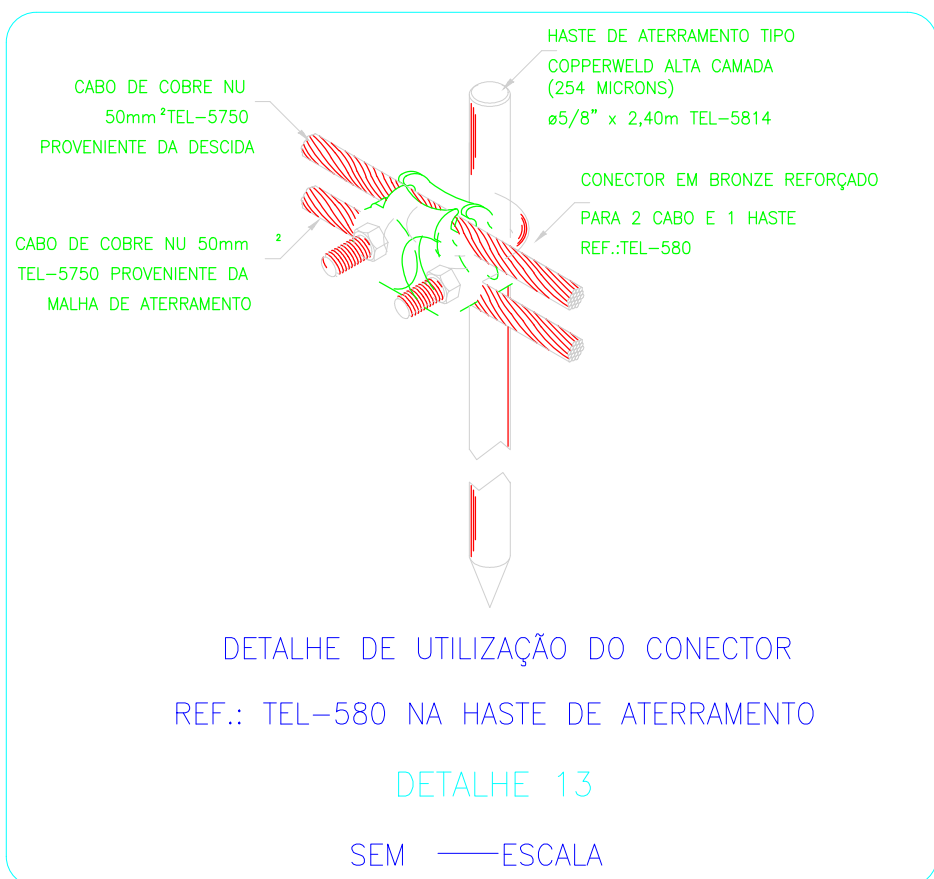 HASTE DE ATERRAMENTO TIPO
COPPERWELD ALTA CAMADA
(254 MICRONS)
ø5/8" x 2,40m TEL-5814
CABO DE COBRE NU
50mm²TEL-5750
PROVENIENTE DA DESCIDA
CONECTOR EM BRONZE REFORÇADO
PARA 2 CABO E 1 HASTE
REF.:TEL-580
CABO DE COBRE NU 50mm ²
TEL-5750 PROVENIENTE DA
MALHA DE ATERRAMENTO
DETALHE DE UTILIZAÇÃO DO CONECTOR
REF.: TEL-580 NA HASTE DE ATERRAMENTO
DETALHE 13
SEM ——ESCALA